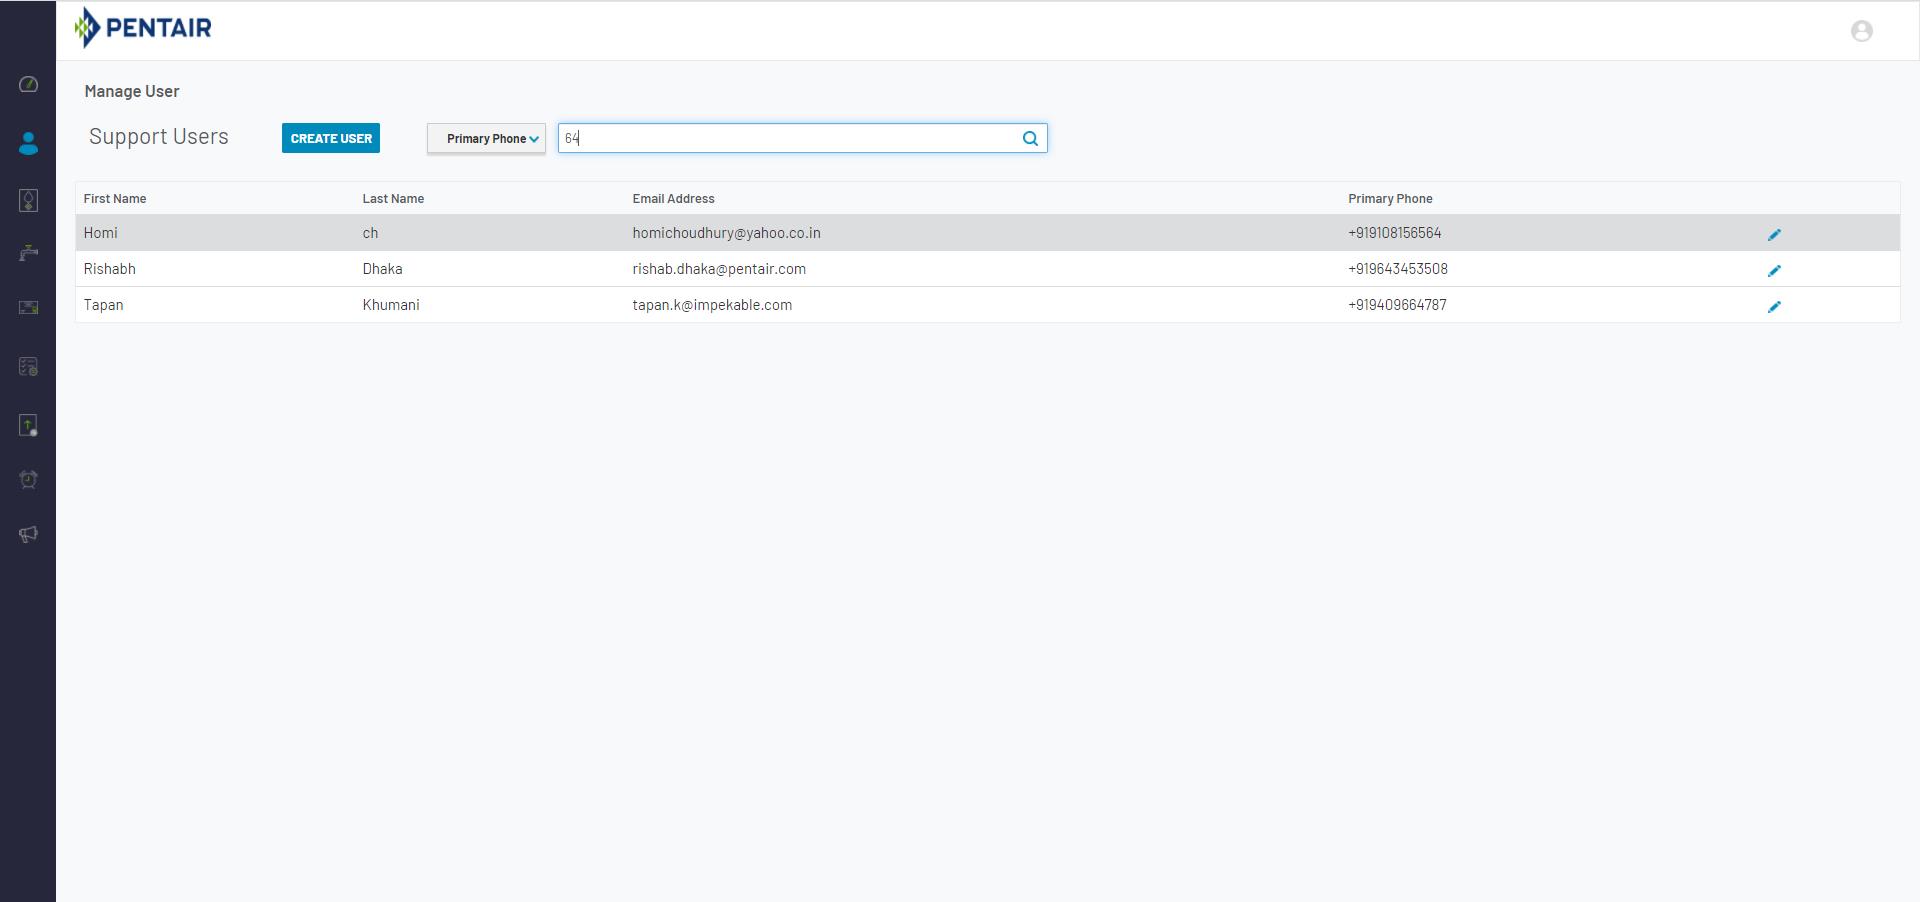 PENTAIR
Manage User
Support Users CREATE USER Primary Phone 64
First Name Last Name Email Address Primary Phone
Homi ch homichoudhury@yahoo.co.in +919108156564
Rishabh Dhaka rishab.dhaka@pentair.com +919643453508
Tapan Khumani tapan.k@impekable.com +919409664787